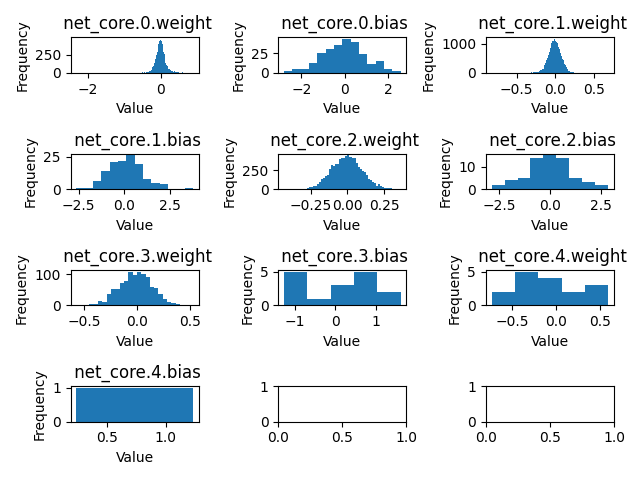 net_core.0.weight
Frequency
250
0
−2
0
Value
net_core.0.bias
Frequency
25
0
−2
0
2
Value
net_core.1.weight
Frequency
1000
0
−0.5
0.0
0.5
Value
net_core.1.bias
Frequency
25
0
−2.5
0.0
2.5
Value
net_core.2.weight
Frequency
250
0
−0.25
0.00
0.25
Value
net_core.2.bias
Frequency
10
0
−2.5
0.0
2.5
Value
net_core.3.weight
Frequency
100
0
−0.5
0.0
0.5
Value
net_core.3.bias
Frequency
5
0
−1
0
1
Value
net_core.4.weight
Frequency
5
0
−0.5
0.0
0.5
Value
net_core.4.bias
Frequency
1
0
0.5
1.0
Value
1
0
0.0
0.5
1.0
1
0
0.0
0.5
1.0